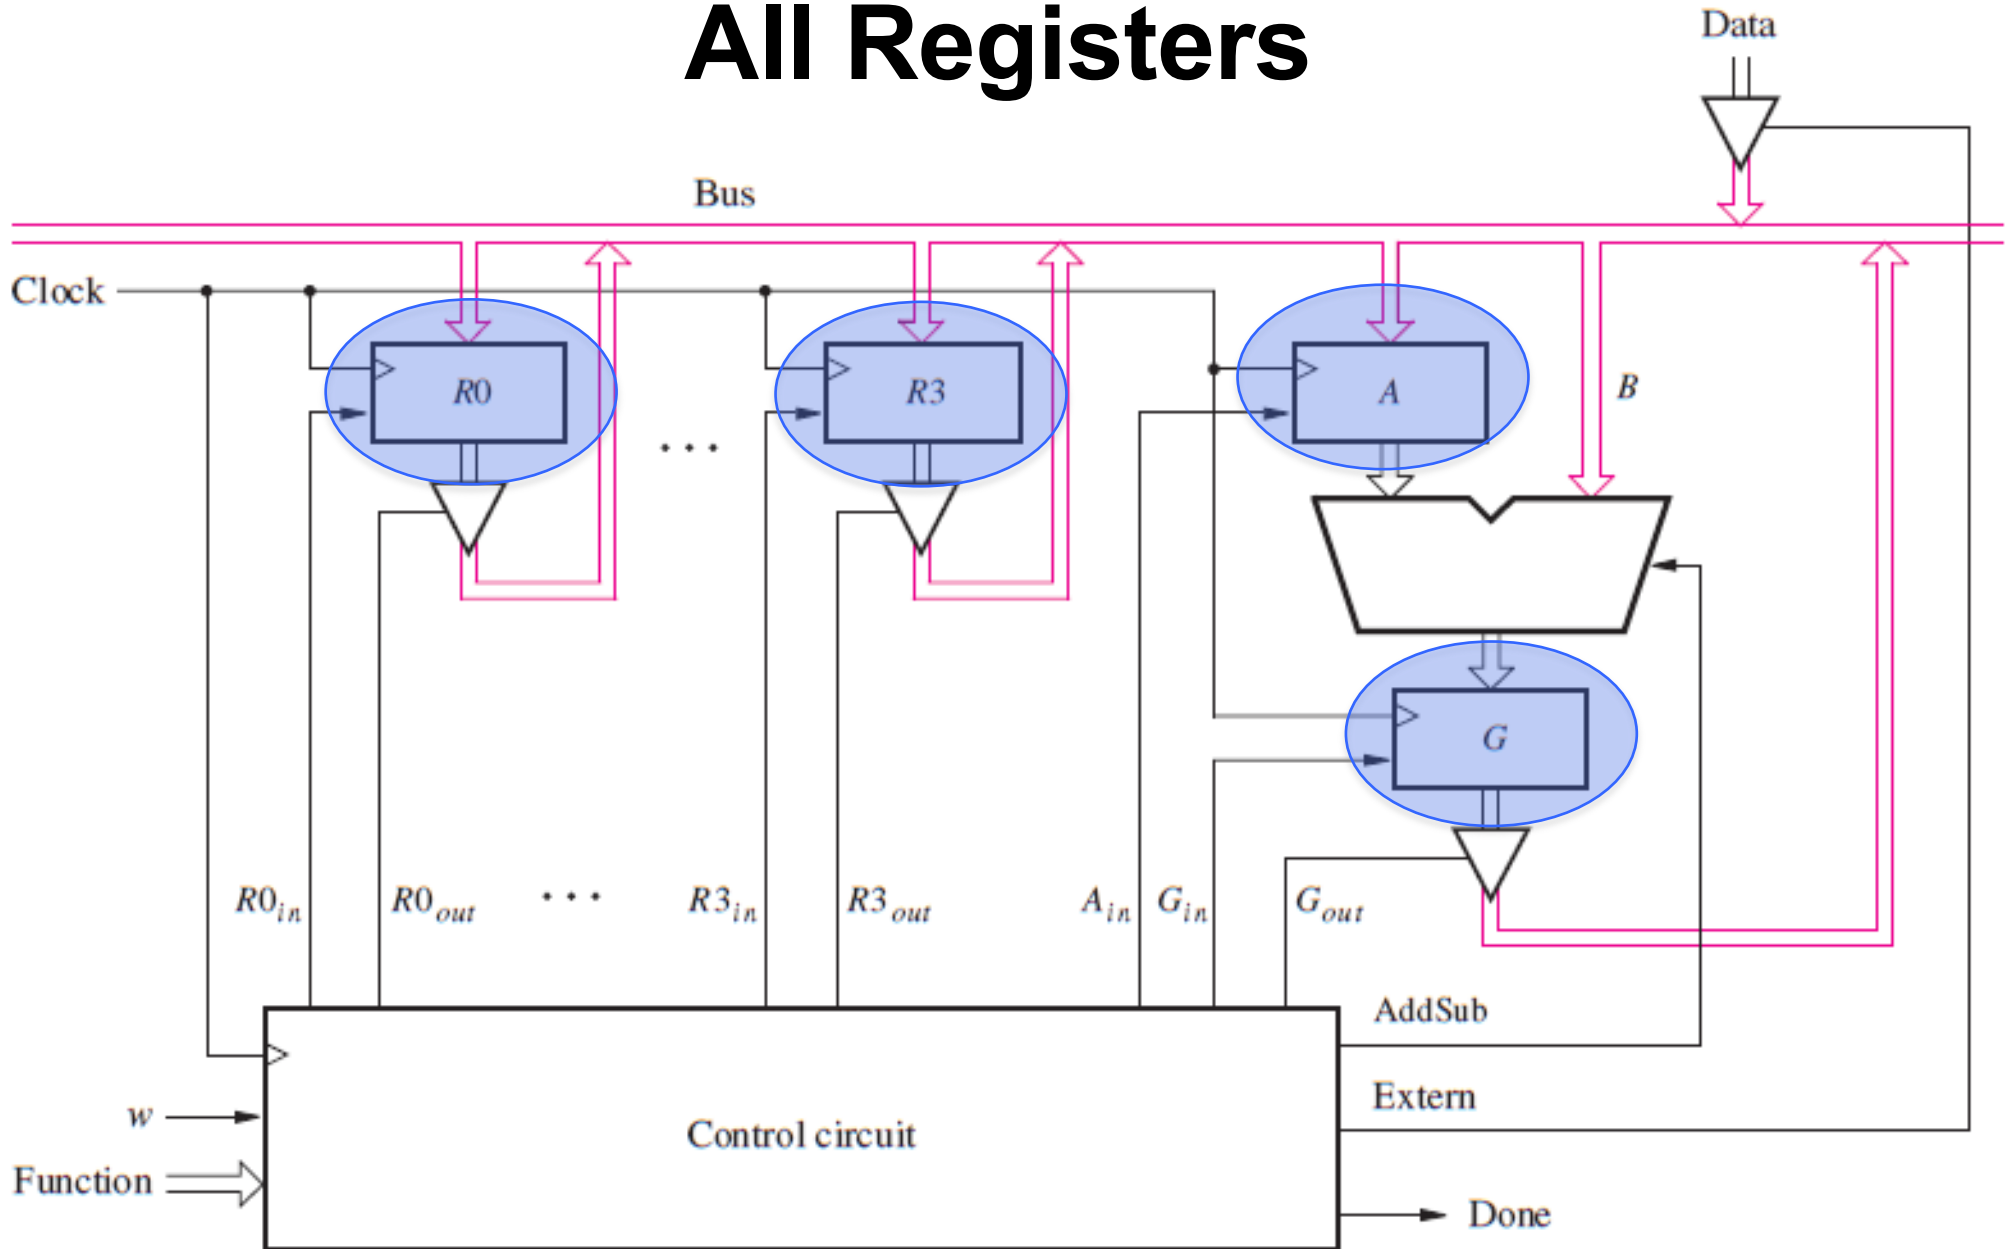 All Registers
Data
Bus
Clock
R0
R3
A
B
G
R0in
R0out
...
R3in
R3out
Ain
Gin
Gout
AddSub
Extern
w
Control circuit
Function
Done